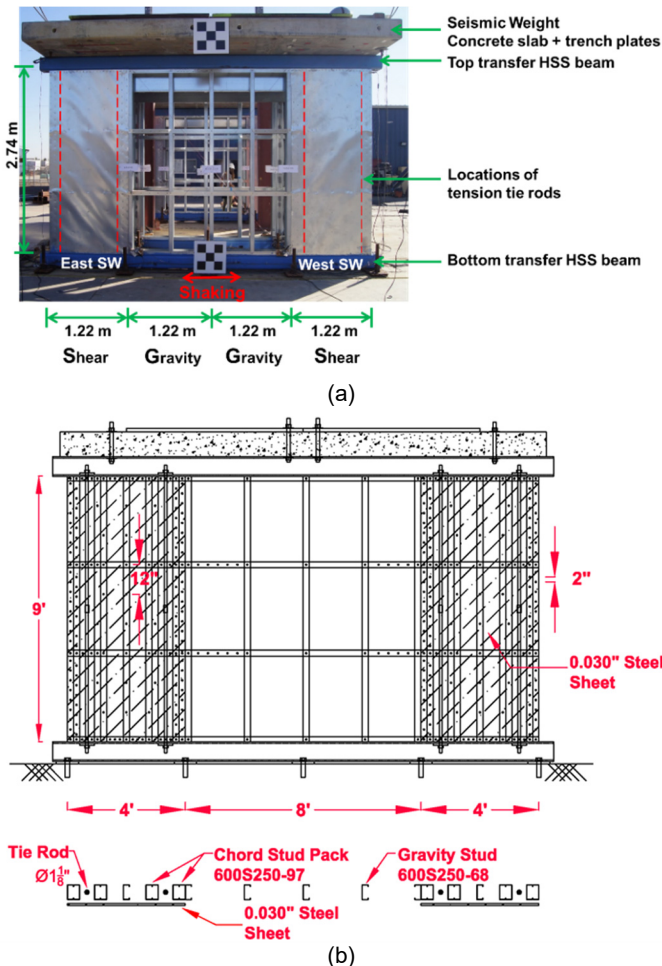 Seismic Weight
Concrete slab + trench plates
Top transfer HSS beam
2.74 m
Locations of
tension tie rods
East SW
West SW
Bottom transfer HSS beam
Shaking
1.22 m
1.22 m
1.22 m
1.22 m
Shear
Gravity
Gravity
Shear
(a)
12"
2"
9'
0.030" Steel
Sheet
4'
8'
4'
Tie Rod
Ø1⅛"
Chord Stud Pack
600S250-97
Gravity Stud
600S250-68
0.030" Steel
Sheet
(b)